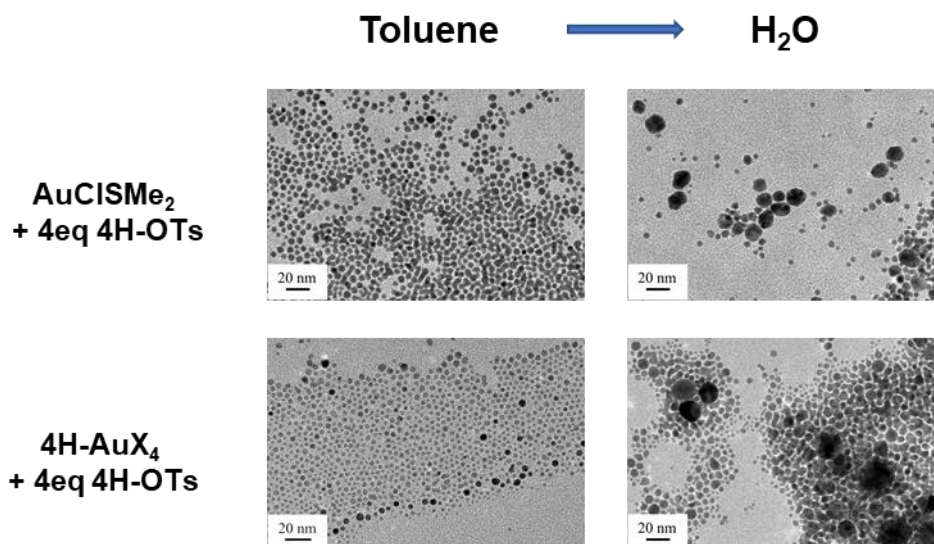 Toluene
H₂O
AuClSMe₂
+ 4eq 4H-OTs
20 nm
20 nm
4H-AuX₄
+ 4eq 4H-OTs
20 nm
20 nm